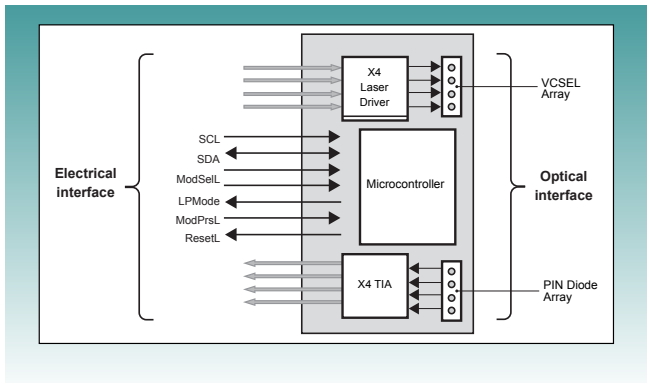 X4
Laser
Driver
VCSEL
Array
SCL
SDA
ModSelL
LPMode
ModPrsL
ResetL
Electrical
interface
Microcontroller
Optical
interface
X4 TIA
PIN Diode
Array